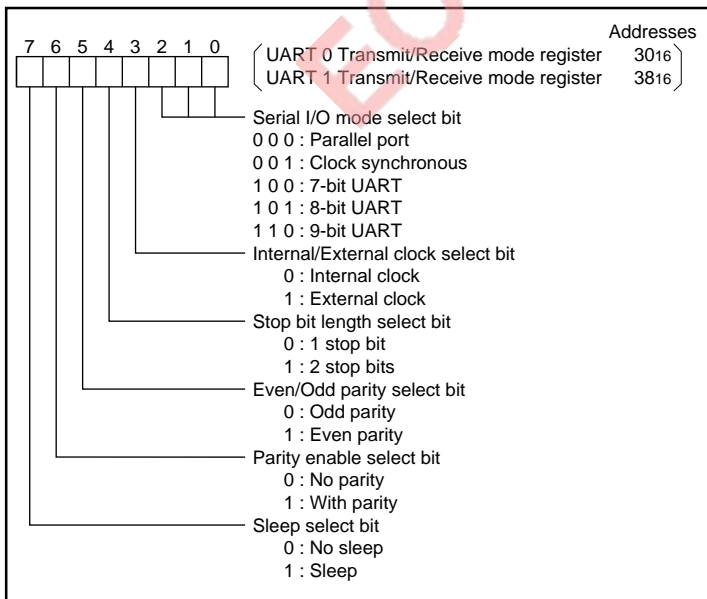 Addresses
7 6 5 4 3 2 1 0
UART 0 Transmit/Receive mode register 3016
UART 1 Transmit/Receive mode register 3816
Serial I/O mode select bit
0 0 0 : Parallel port
0 0 1 : Clock synchronous
1 0 0 : 7-bit UART
1 0 1 : 8-bit UART
1 1 0 : 9-bit UART
Internal/External clock select bit
0 : Internal clock
1 : External clock
Stop bit length select bit
0 : 1 stop bit
1 : 2 stop bits
Even/Odd parity select bit
0 : Odd parity
1 : Even parity
Parity enable select bit
0 : No parity
1 : With parity
Sleep select bit
0 : No sleep
1 : Sleep